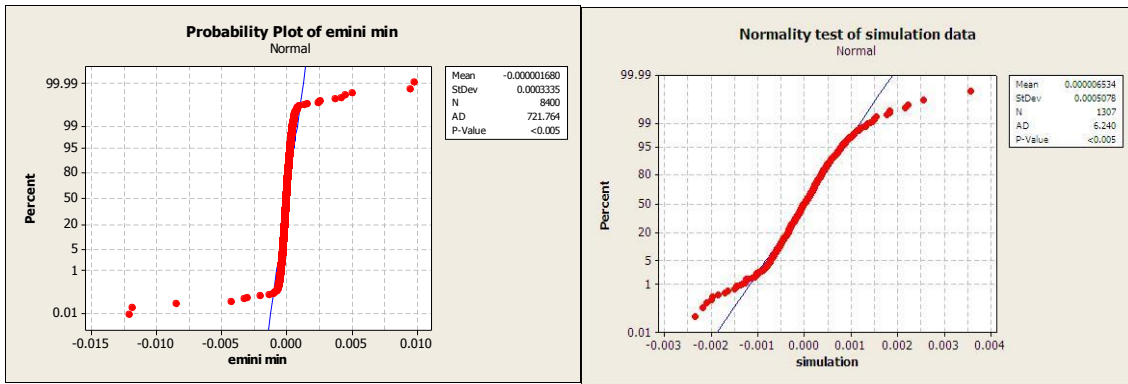 Probability Plot of emini min
Normal
Percent
99.99
99
95
80
50
20
5
1
0.01
-0.015
-0.010
-0.005
0.000
0.005
0.010
emini min
Mean -0.000001680
StDev 0.0003335
N 8400
AD 721.764
P-Value <0.005
Normality test of simulation data
Normal
Percent
99.99
99
95
80
50
20
5
1
0.01
-0.003
-0.002
-0.001
0.000
0.001
0.002
0.003
0.004
simulation
Mean 0.000006534
StDev 0.0005078
N 1307
AD 6.240
P-Value <0.005